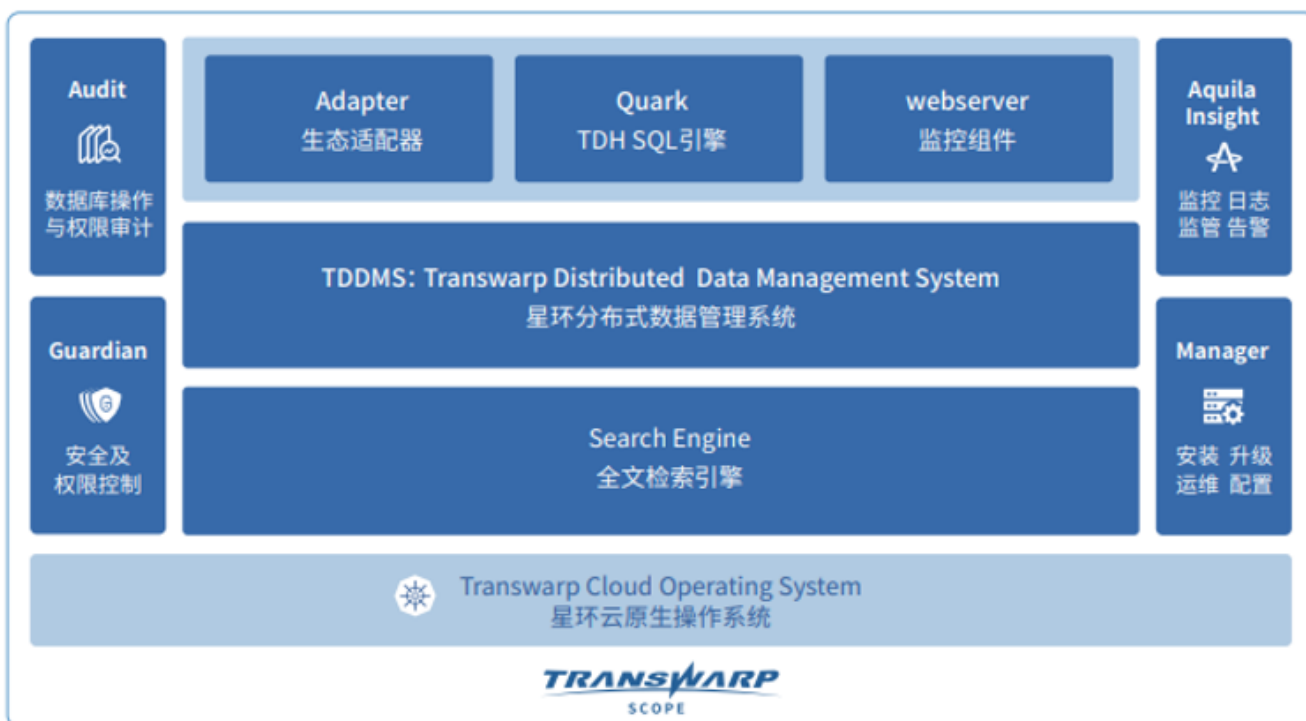 Audit
数据库操作
与权限审计
Guardian
安全及
权限控制
Adapter
生态适配器
Quark
TDH SQL引擎
webserver
监控组件
TDDMS: Transwarp Distributed Data Management System
星环分布式数据管理系统
Search Engine
全文检索引擎
Aquila
Insight
监控 日志
监管 告警
Manager
安装 升级
运维 配置
Transwarp Cloud Operating System
星环云原生操作系统
TRANSWARP
SCOPE